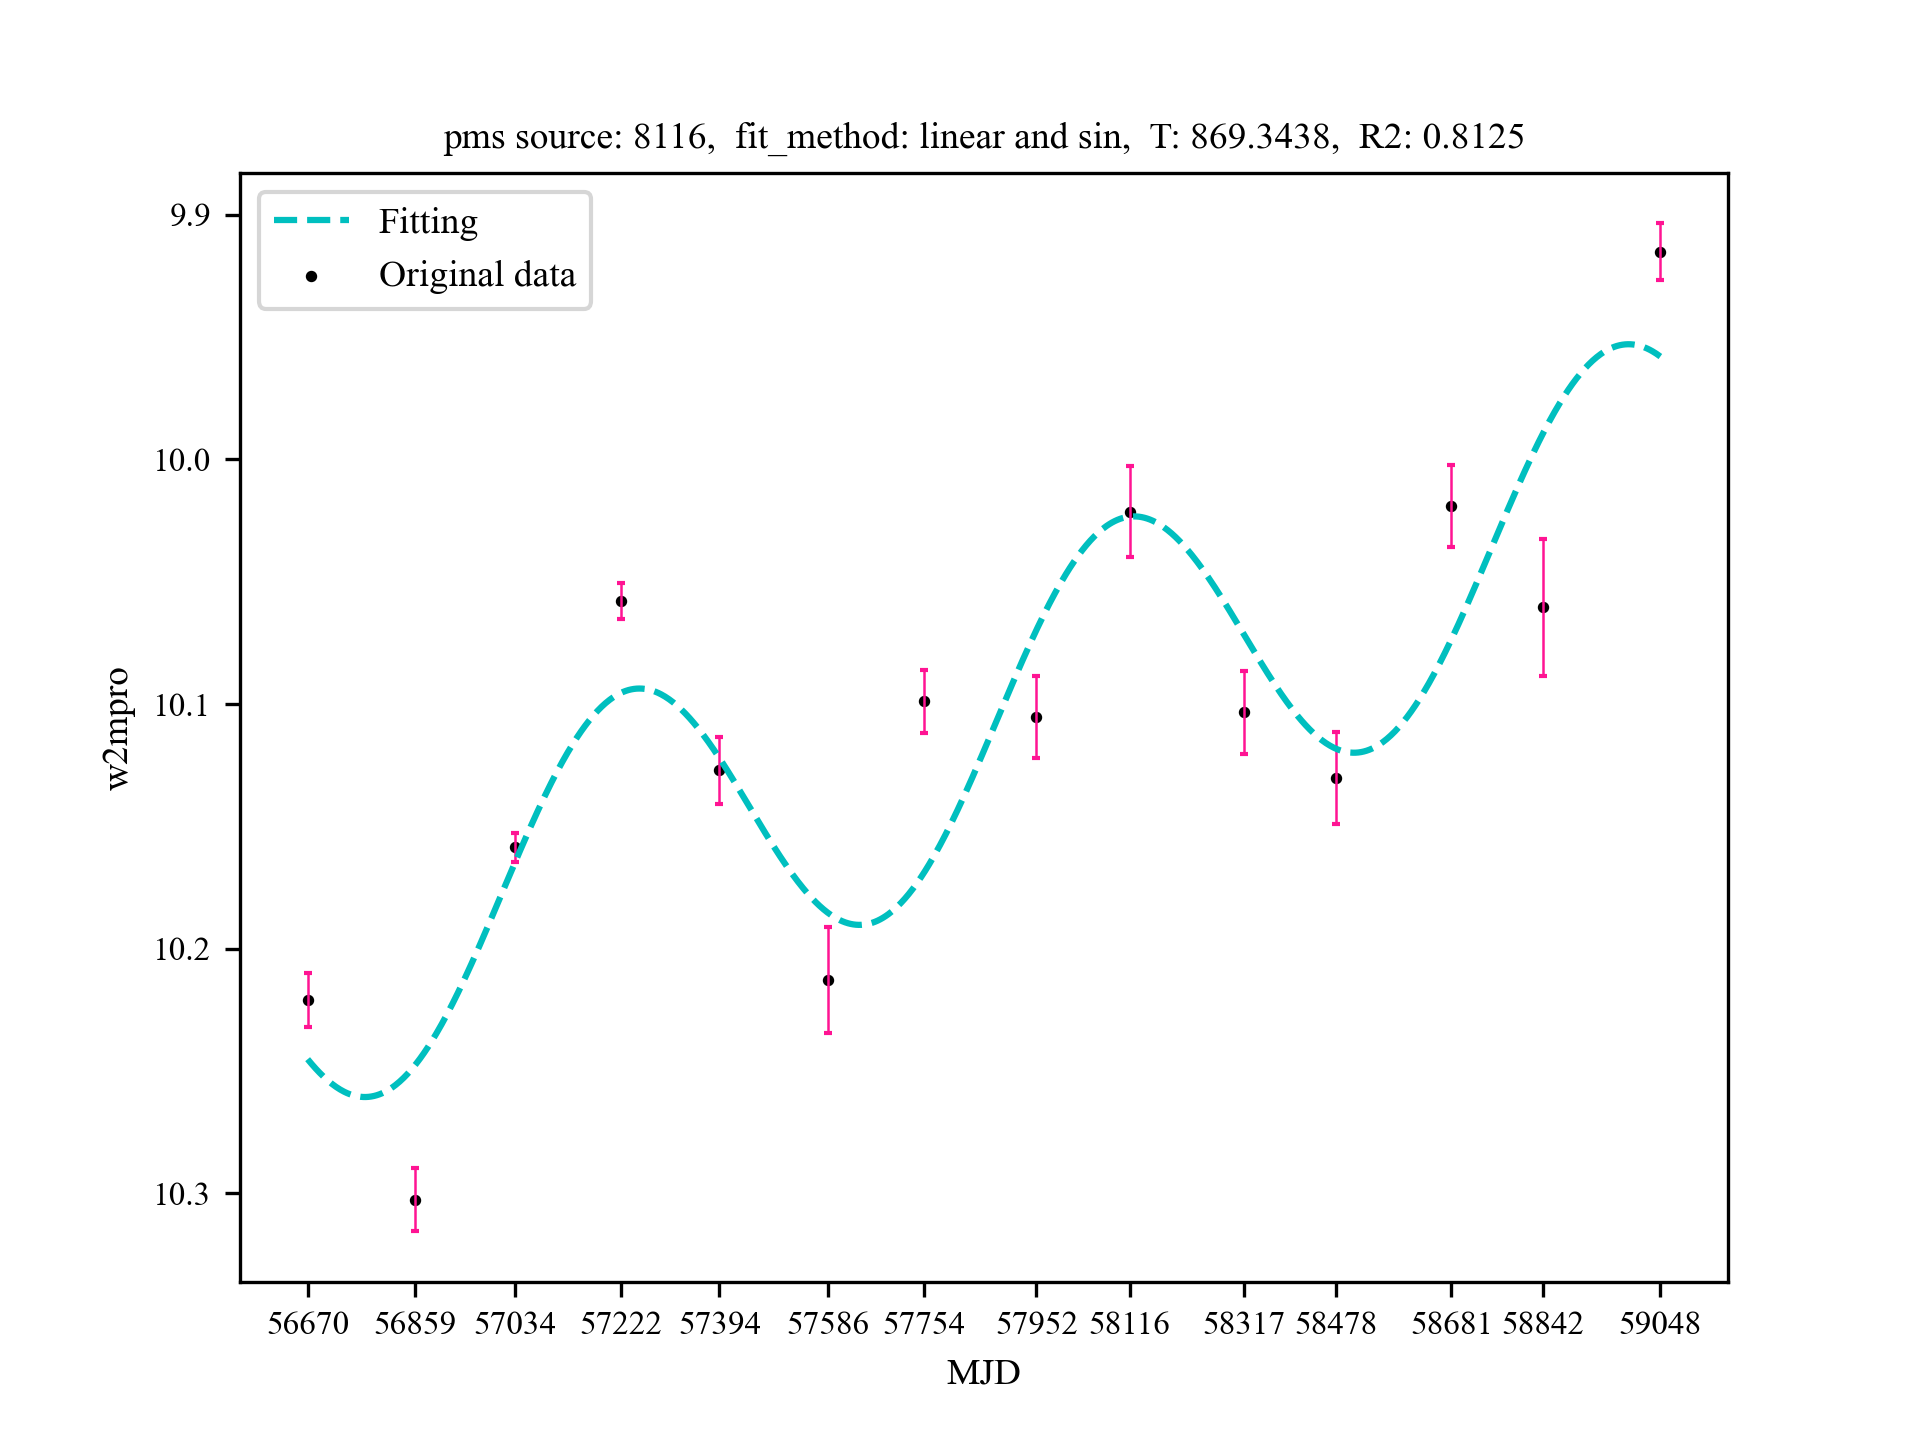 pms source: 8116,  fit_method: linear and sin,  T: 869.3438,  R2: 0.8125
Fitting
Original data
9.9
10.0
10.1
10.2
10.3
w2mpro
56670 56859 57034 57222 57394 57586 57754 57952 58116 58317 58478 58681 58842 59048
MJD